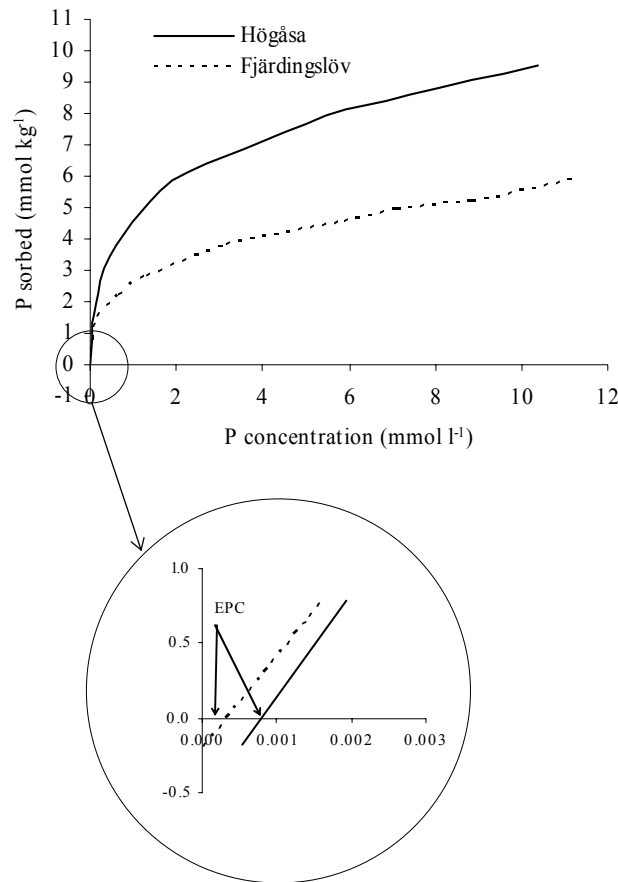 11
10
9
8
7
6
5
4
3
2
1
0
-1
P sorbed (mmol kg⁻¹)
Högåsa
Fjärdingslöv
0 2 4 6 8 10 12
P concentration (mmol l⁻¹)
1.0
EPC
0.5
0.0
0.000 0.001 0.002 0.003
-0.5